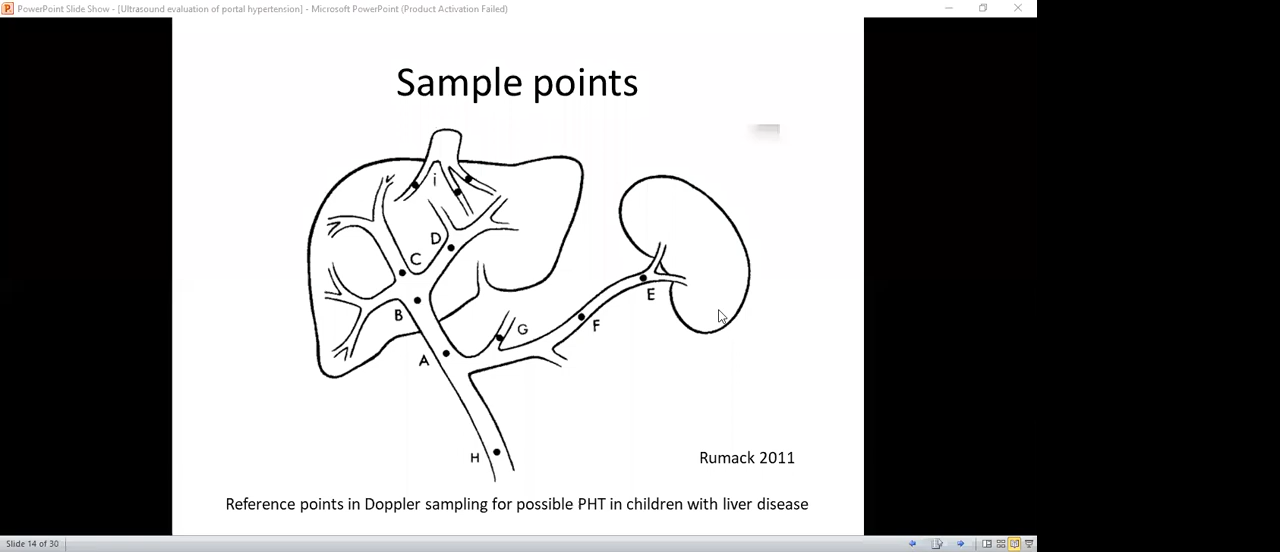 PowerPoint Slide Show - [Ultrasound evaluation of portal hypertension] - Microsoft PowerPoint (Product Activation Failed)
Sample points
i
D
C
E
B
G
F
A
H
Rumack 2011
Reference points in Doppler sampling for possible PHT in children with liver disease
Slide 14 of 30